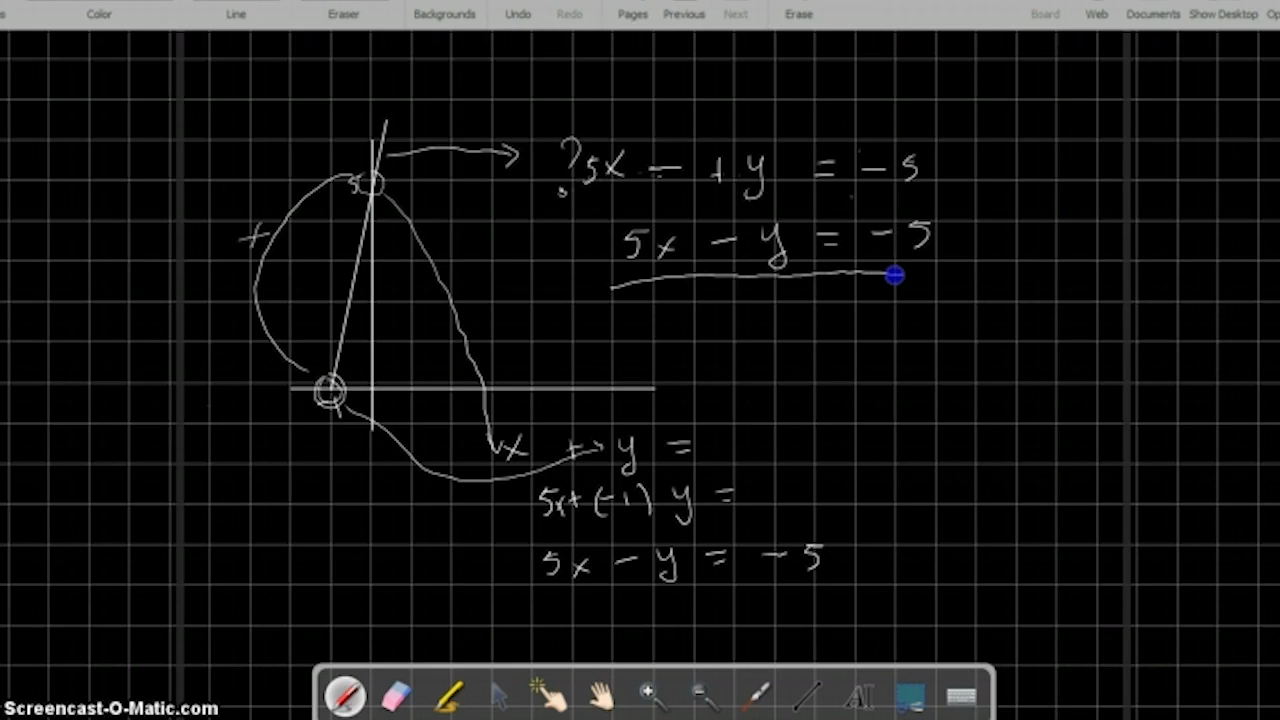 Line Eraser Backgrounds Undo Redo Pages Previous Next Erase Board Web Documents Show Desktop
Color
?5x - + y = - 5
5
5x - y = - 5
+
x + y =
5x+ (-1) y =
5x - y = - 5
AI
Screencast-O-Matic.com